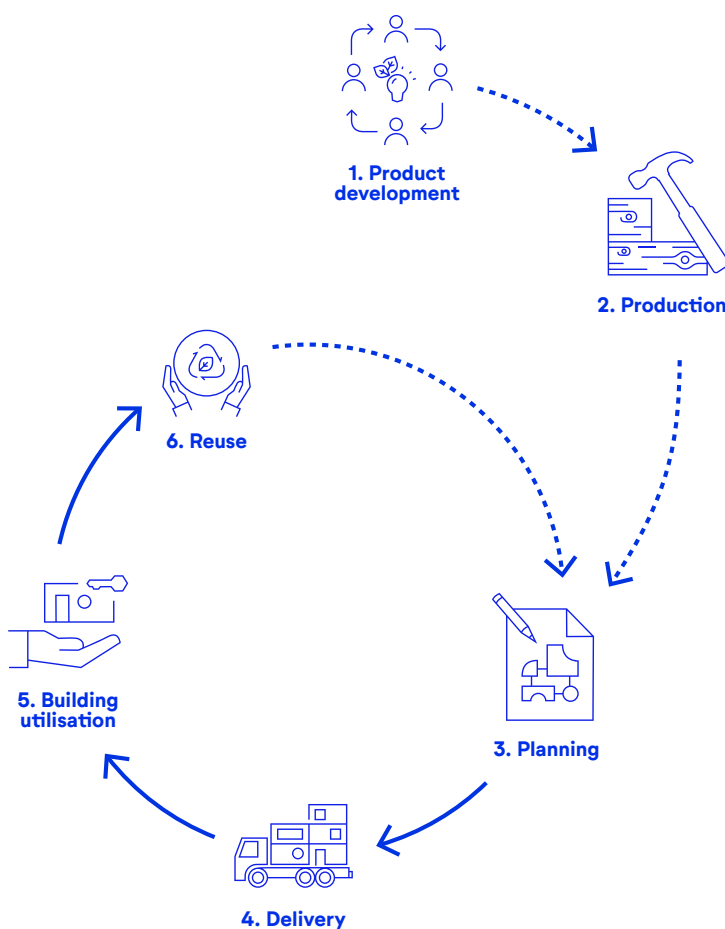 1. Product
development
2. Production
6. Reuse
5. Building
utilisation
3. Planning
4. Delivery